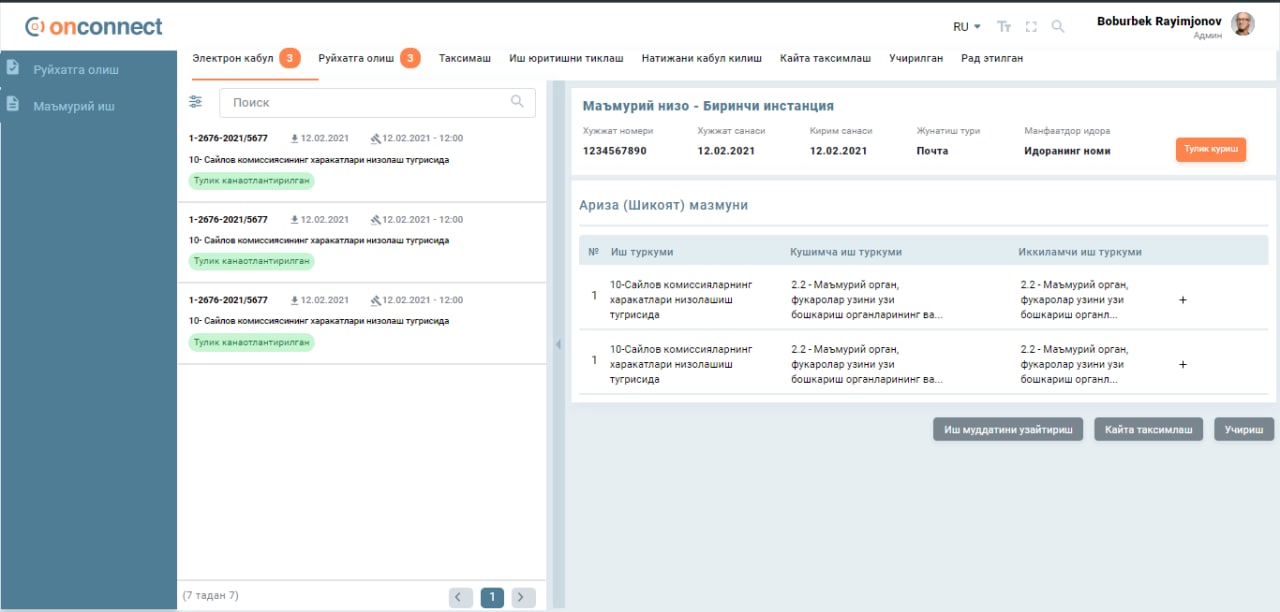 onconnect
RU
Tт
Boburbek Rayimjonov
Админ
Руйхатга олиш
Маъмурий иш
Электрон кабул 3 Руйхатга олиш 3 Таксимаш Иш юритишни тиклаш Натижани кабул килиш Кайта таксимлаш Учирилган Рад этилган
Поиск
1-2676-2021/5677 12.02.2021 12.02.2021 - 12:00
10- Сайлов комиссиясининг харакатлари низолаш тугрисида
Тулик канаотлантирилган
1-2676-2021/5677 12.02.2021 12.02.2021 - 12:00
10- Сайлов комиссиясининг харакатлари низолаш тугрисида
Тулик канаотлантирилган
1-2676-2021/5677 12.02.2021 12.02.2021 - 12:00
10- Сайлов комиссиясининг харакатлари низолаш тугрисида
Тулик канаотлантирилган
(7 тадан 7)
1
Маъмурий низо - Биринчи инстанция
Хужжат номери Хужжат санаси Кирим санаси Жунатиш тури Манфаатдор идора
1234567890 12.02.2021 12.02.2021 Почта Идоранинг номи
Тулик куриш
Ариза (Шикоят) мазмуни
№ Иш туркуми Кушимча иш туркуми Иккиламчи иш туркуми
1
10-Сайлов комиссияларнинг
харакатлари низолашиш
тугрисида
2.2 - Маъмурий орган,
фукаролар узини узи
бошкариш органларининг ва...
2.2 - Маъмурий орган,
фукаролар узини узи
бошкариш органл...
+
1
10-Сайлов комиссияларнинг
харакатлари низолашиш
тугрисида
2.2 - Маъмурий орган,
фукаролар узини узи
бошкариш органларининг ва...
2.2 - Маъмурий орган,
фукаролар узини узи
бошкариш органл...
+
Иш муддатини узайтириш Кайта таксимлаш Учириш